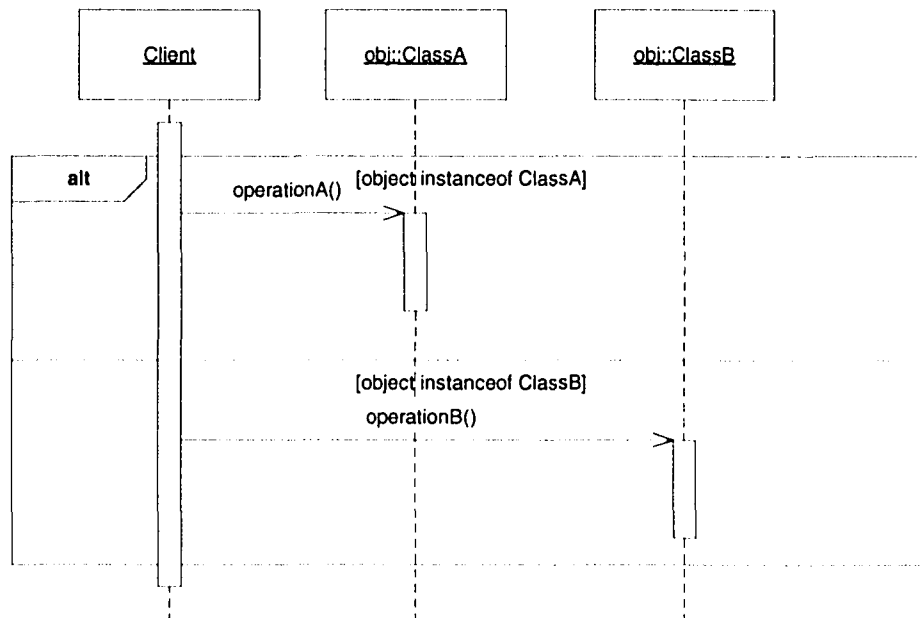 Client
obj::ClassA
obj::ClassB
alt
[object instanceof ClassA]
operationA()
[object instanceof ClassB]
operationB()